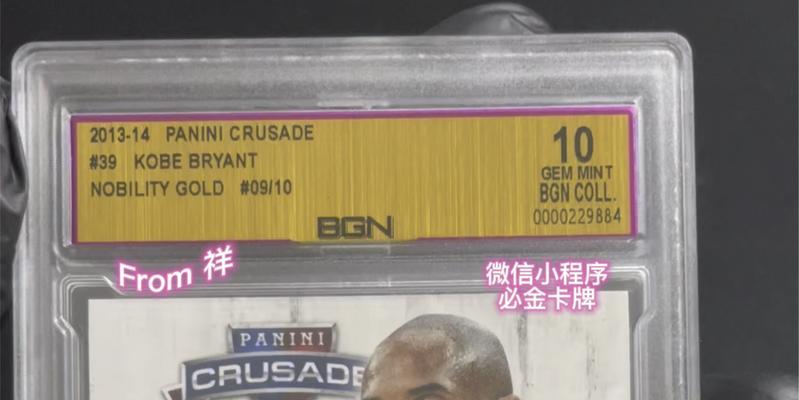 2013-14 PANINI CRUSADE
#39 KOBE BRYANT
NOBILITY GOLD #09/10
10
GEM MINT
BGN COLL.
0000229884
BGN
From 祥
微信小程序
必金卡牌
PANINI
CRUSADE